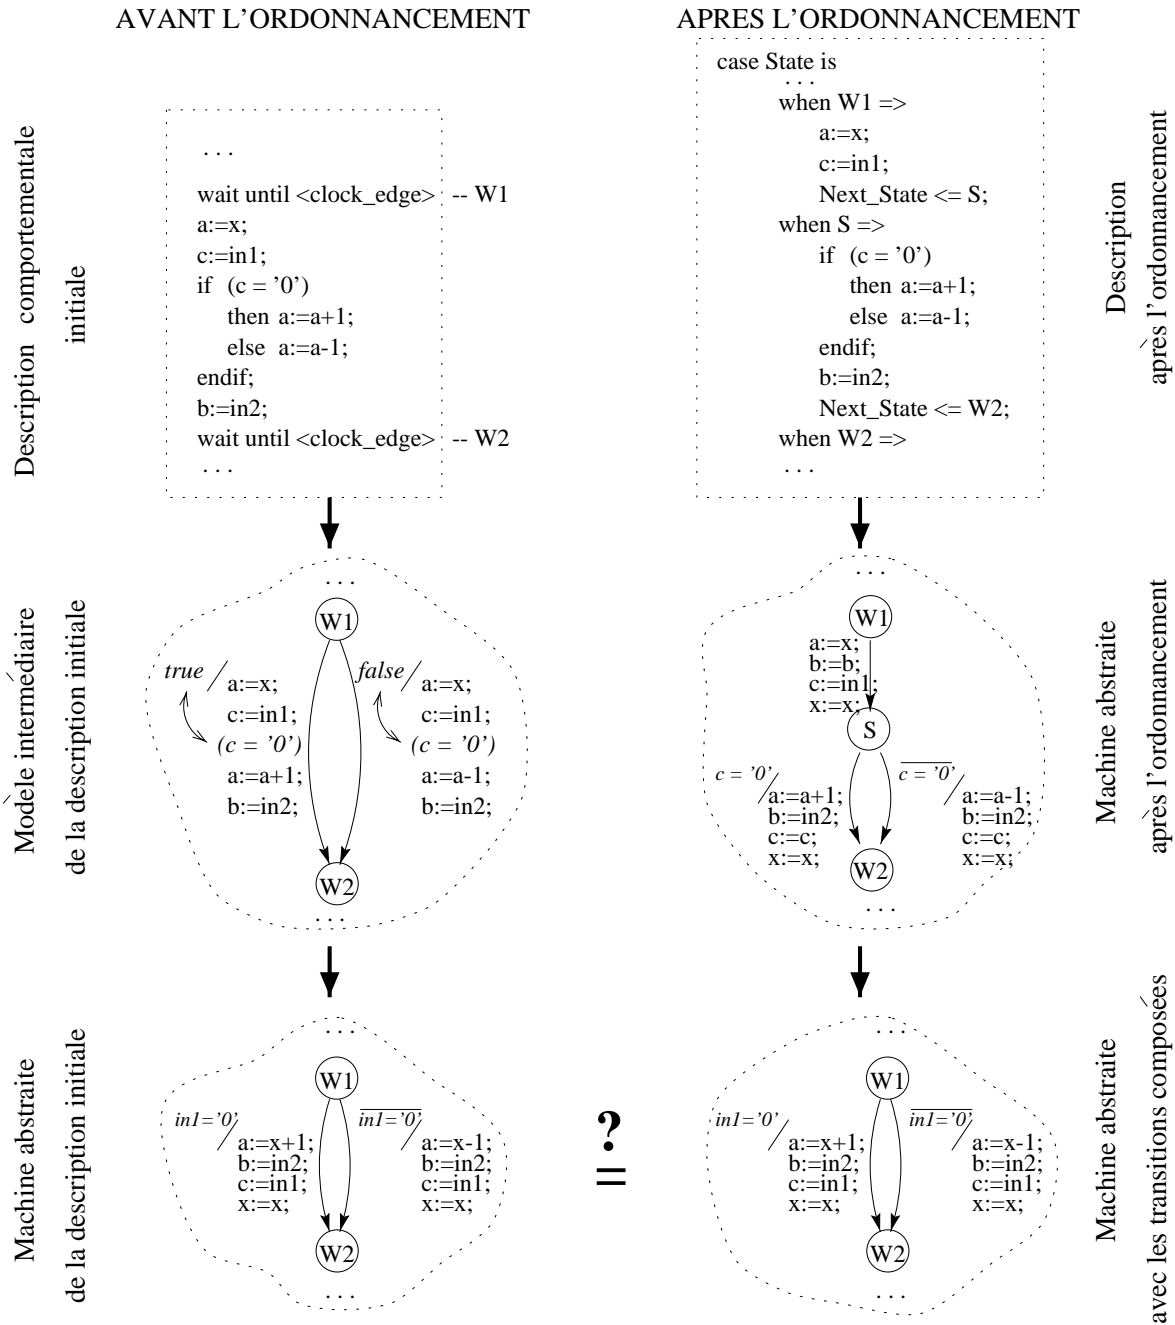 AVANT L'ORDONNANCEMENT
Description comportementale
initiale
. . .
wait until <clock_edge> -- W1
a:=x;
c:=in1;
if (c = '0')
then a:=a+1;
else a:=a-1;
endif;
b:=in2;
wait until <clock_edge> -- W2
. . .
APRES L'ORDONNANCEMENT
case State is
. . .
when W1 =>
a:=x;
c:=in1;
Next_State <= S;
when S =>
if (c = '0')
then a:=a+1;
else a:=a-1;
endif;
b:=in2;
Next_State <= W2;
when W2 =>
. . .
Description
après l'ordonnancement
Modèle intermédiaire
de la description initiale
. . .
W1
true / a:=x;
c:=in1;
(c = '0')
a:=a+1;
b:=in2;
false / a:=x;
c:=in1;
(c = '0')
a:=a-1;
b:=in2;
W2
. . .
. . .
W1
a:=x;
b:=b;
c:=in1;
x:=x;
S
c = '0' / a:=a+1;
b:=in2;
c:=c;
x:=x;
c = '0' / a:=a-1;
b:=in2;
c:=c;
x:=x;
W2
. . .
Machine abstraite
après l'ordonnancement
Machine abstraite
de la description initiale
. . .
W1
in1='0' / a:=x+1;
b:=in2;
c:=in1;
x:=x;
in1='0' / a:=x-1;
b:=in2;
c:=in1;
x:=x;
W2
. . .
?
=
. . .
W1
in1='0' / a:=x+1;
b:=in2;
c:=in1;
x:=x;
in1='0' / a:=x-1;
b:=in2;
c:=in1;
x:=x;
W2
. . .
Machine abstraite
avec les transitions composées